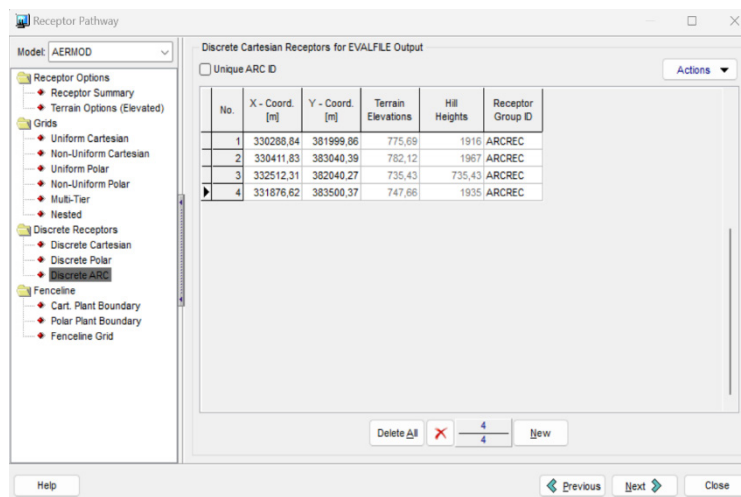 Receptor Pathway
Model: AERMOD
Receptor Options
Receptor Summary
Terrain Options (Elevated)
Grids
Uniform Cartesian
Non-Uniform Cartesian
Uniform Polar
Non-Uniform Polar
Multi-Tier
Nested
Discrete Receptors
Discrete Cartesian
Discrete Polar
Discrete ARC
Fenceline
Cart. Plant Boundary
Polar Plant Boundary
Fenceline Grid
Discrete Cartesian Receptors for EVALFILE Output
Unique ARC ID
Actions
No. X - Coord. [m] Y - Coord. [m] Terrain Elevations Hill Heights Receptor Group ID
1 330288,84 381999,86 775,69 1916 ARCREC
2 330411,83 383040,39 782,12 1967 ARCREC
3 332512,31 382040,27 735,43 735,43 ARCREC
4 331876,62 383500,37 747,66 1935 ARCREC
Delete All 4 4 New
Help Previous Next Close